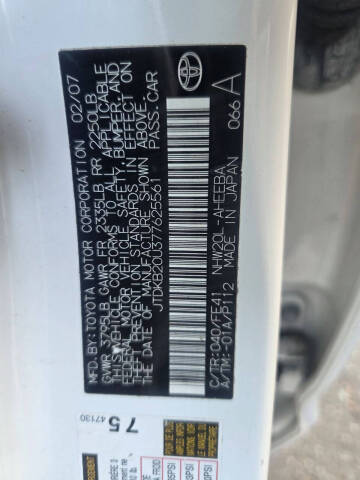 MFD.BY:TOYOTA MOTOR CORPORATION 02/07
GVWR 3795LB GAWR FR 2335LB RR 2250LB
THIS VEHICLE CONFORMS TO ALL APPLICABLE
FEDERAL MOTOR VEHICLE SAFETY, BUMPER, AND
THEFT PREVENTION STANDARDS IN EFFECT ON
THE DATE OF MANUFACTURE SHOWN ABOVE.
JTDKB20U377625561 PASS.CAR
C/TR:040/FE41 NHW20L-AHEEBA
A/TM:-01A/P112 MADE IN JAPAN
066 A
75
47130